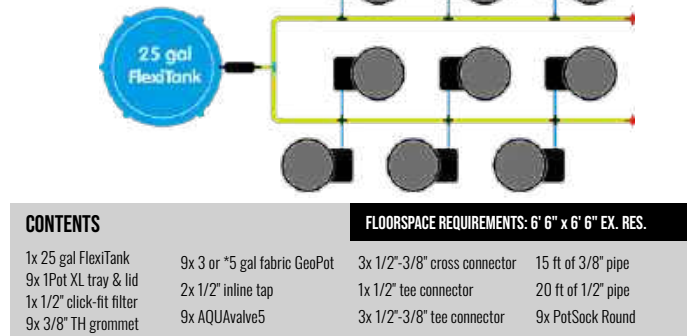 25 gal
FlexiTank
CONTENTS
FLOORSPACE REQUIREMENTS: 6' 6" x 6' 6" EX. RES.
1x 25 gal FlexiTank
9x 1Pot XL tray & lid
1x 1/2" click-fit filter
9x 3/8" TH grommet
9x 3 or *5 gal fabric GeoPot
2x 1/2" inline tap
9x AQUAvalve5
3x 1/2"-3/8" cross connector
1x 1/2" tee connector
3x 1/2"-3/8" tee connector
15 ft of 3/8" pipe
20 ft of 1/2" pipe
9x PotSock Round